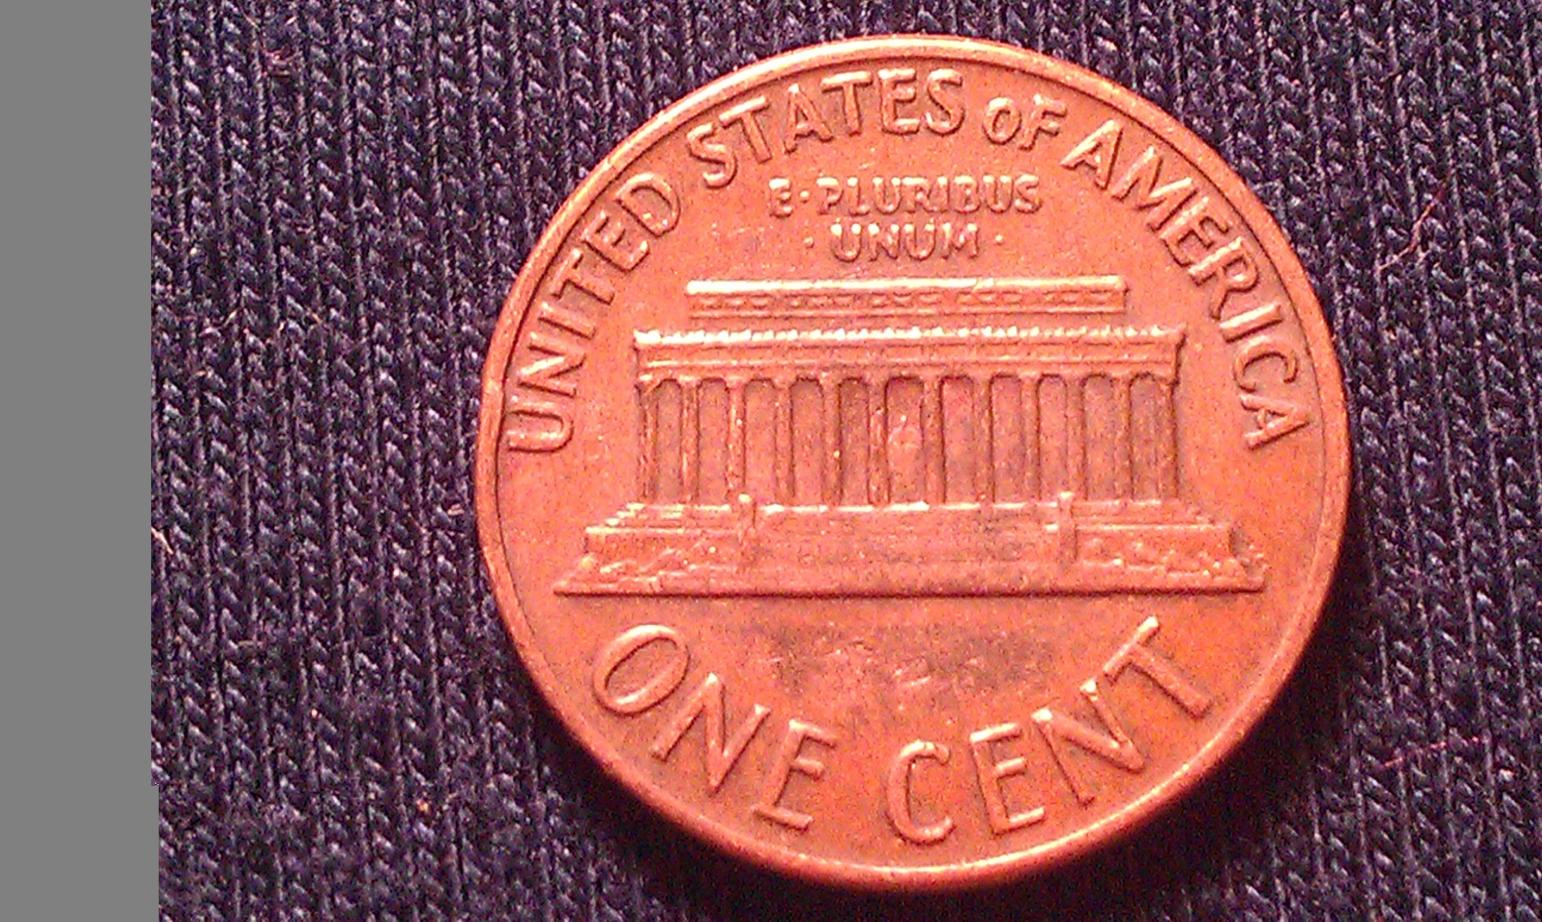 UNITED STATES OF AMERICA
E·PLURIBUS
·UNUM·
ONE CENT